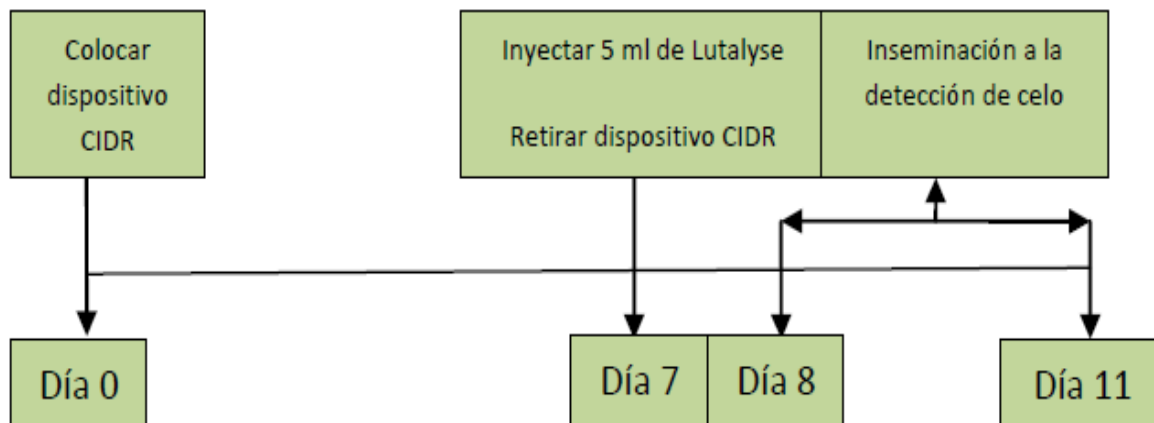 Colocar
dispositivo
CIDR
Inyectar 5 ml de Lutalyse
Retirar dispositivo CIDR
Inseminación a la
detección de celo
Día 0
Día 7
Día 8
Día 11